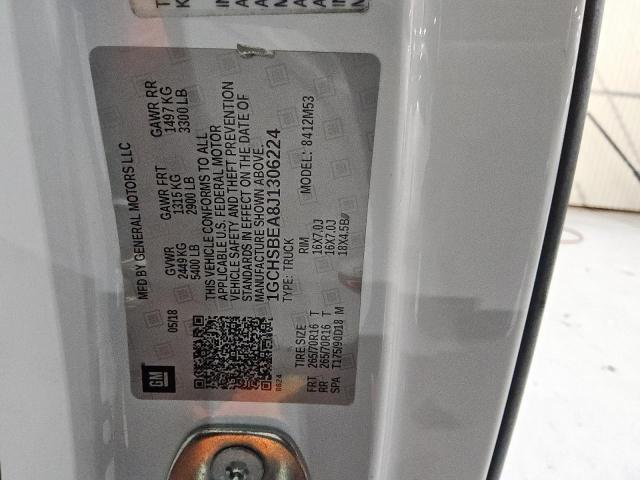 GM
05/18
MFD BY GENERAL MOTORS LLC
GVWR GAWR FRT GAWR RR
2449 KG 1315 KG 1497 KG
5400 LB 2900 LB 3300 LB
THIS VEHICLE CONFORMS TO ALL
APPLICABLE U.S. FEDERAL MOTOR
VEHICLE SAFETY AND THEFT PREVENTION
STANDARDS IN EFFECT ON THE DATE OF
MANUFACTURE SHOWN ABOVE.
1GCHSBEA8J1306224
TYPE: TRUCK MODEL: 8412M53
0624
TIRE SIZE RIM
FRT 265/70R16 T 16X7.0J
RR 265/70R16 T 16X7.0J
SPA T175/90D18 M 18X4.5B